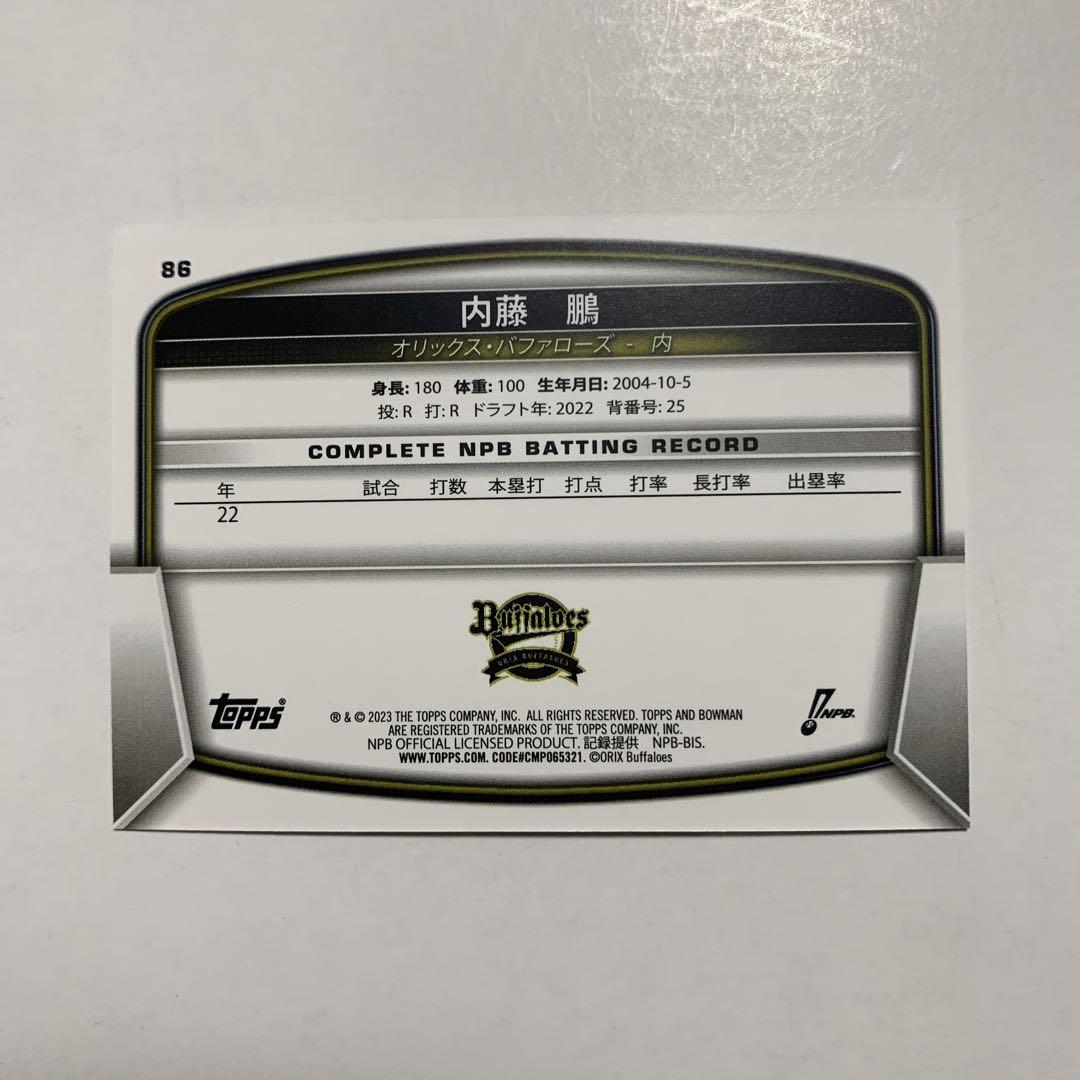 86
内藤 鵬
オリックス・バファローズ - 内
身長: 180 体重: 100 生年月日: 2004-10-5
投: R 打: R ドラフト年: 2022 背番号: 25
COMPLETE NPB BATTING RECORD
年 試合 打数 本塁打 打点 打率 長打率 出塁率
22
Buffaloes
ORIX BUFFALOES
topps®
® & © 2023 THE TOPPS COMPANY, INC. ALL RIGHTS RESERVED. TOPPS AND BOWMAN
ARE REGISTERED TRADEMARKS OF THE TOPPS COMPANY, INC.
NPB OFFICIAL LICENSED PRODUCT. 記録提供 NPB-BIS.
WWW.TOPPS.COM. CODE#CMP065321. ©ORIX Buffaloes
NPB.